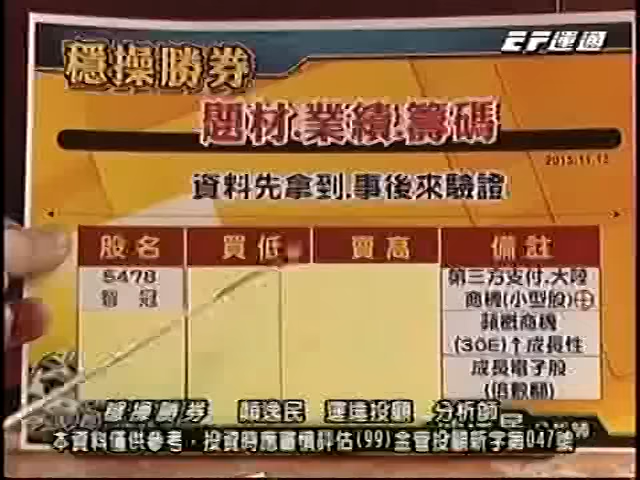 穩操勝券
EF運通
題材.業績.籌碼
2015.11.13
資料先拿到.事後來驗證
股名 買低 賣高 備註
5478
智冠
第三方支付.大陸
商機(小型股)
蘋概商機
(30E)↑成長性
成長電子股
(倍數翻)
穩操勝券 顏逸民 運達投顧 分析師
本資料僅供參考,投資時應審慎評估(99)金管投顧新字第047號